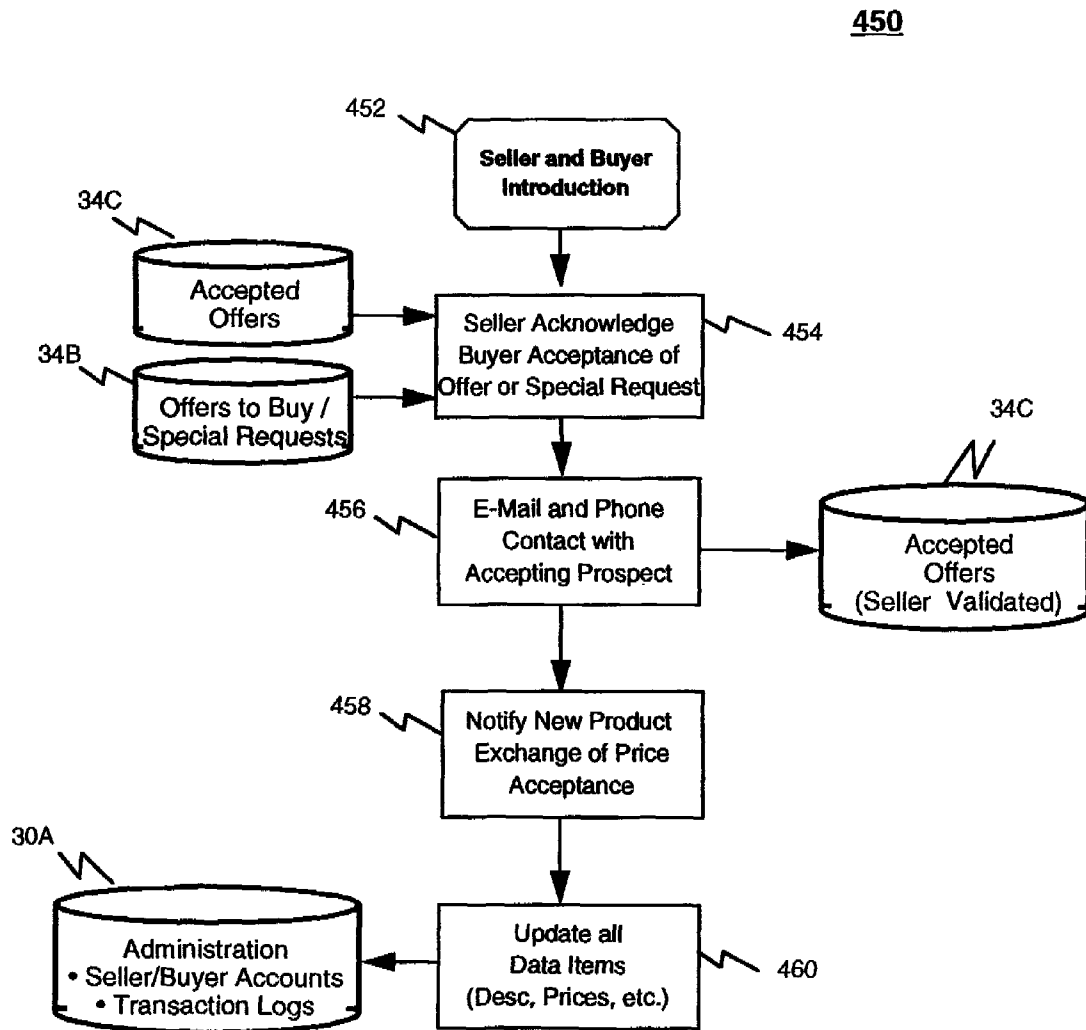 450
452
Seller and Buyer
Introduction
34C
Accepted
Offers
Seller Acknowledge
Buyer Acceptance of
Offer or Special Request
454
34B
Offers to Buy /
Special Requests
34C
456
E-Mail and Phone
Contact with
Accepting Prospect
Accepted
Offers
(Seller Validated)
458
Notify New Product
Exchange of Price
Acceptance
30A
Administration
• Seller/Buyer Accounts
• Transaction Logs
Update all
Data Items
(Desc, Prices, etc.)
460